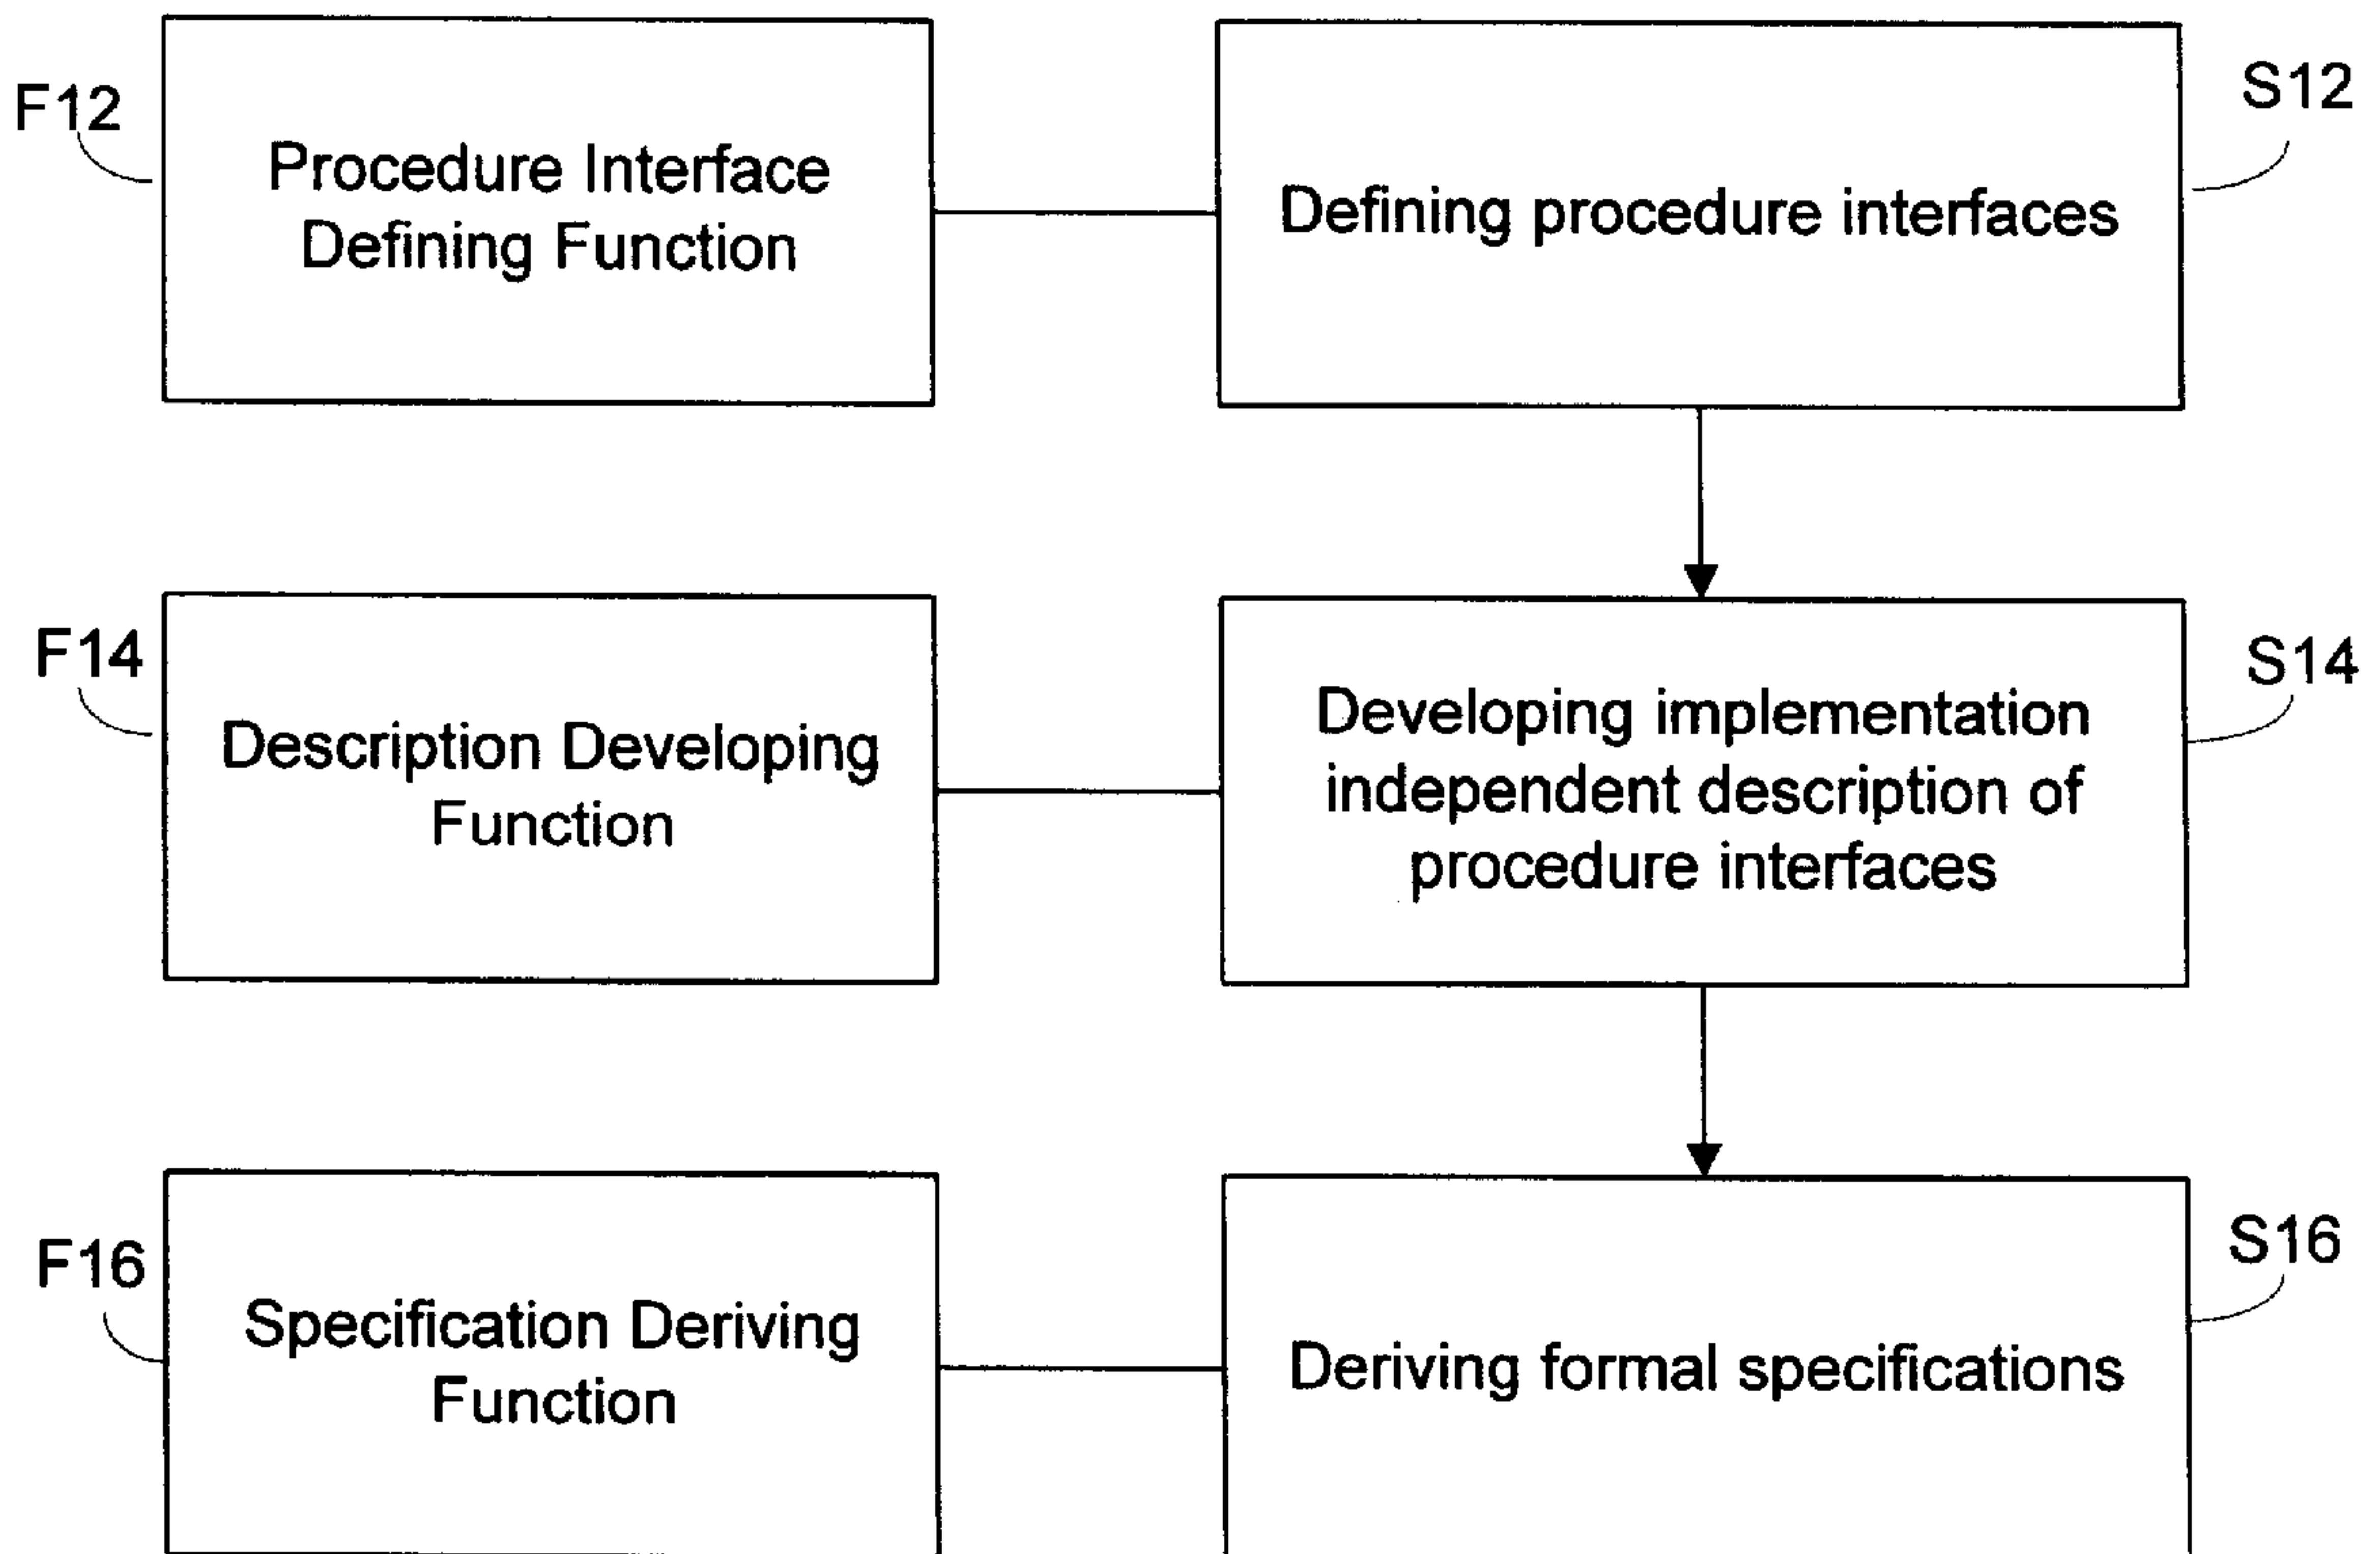 F12
Procedure Interface
Defining Function
Defining procedure interfaces
S12
F14
Description Developing
Function
Developing implementation
independent description of
procedure interfaces
S14
F16
Specification Deriving
Function
Deriving formal specifications
S16